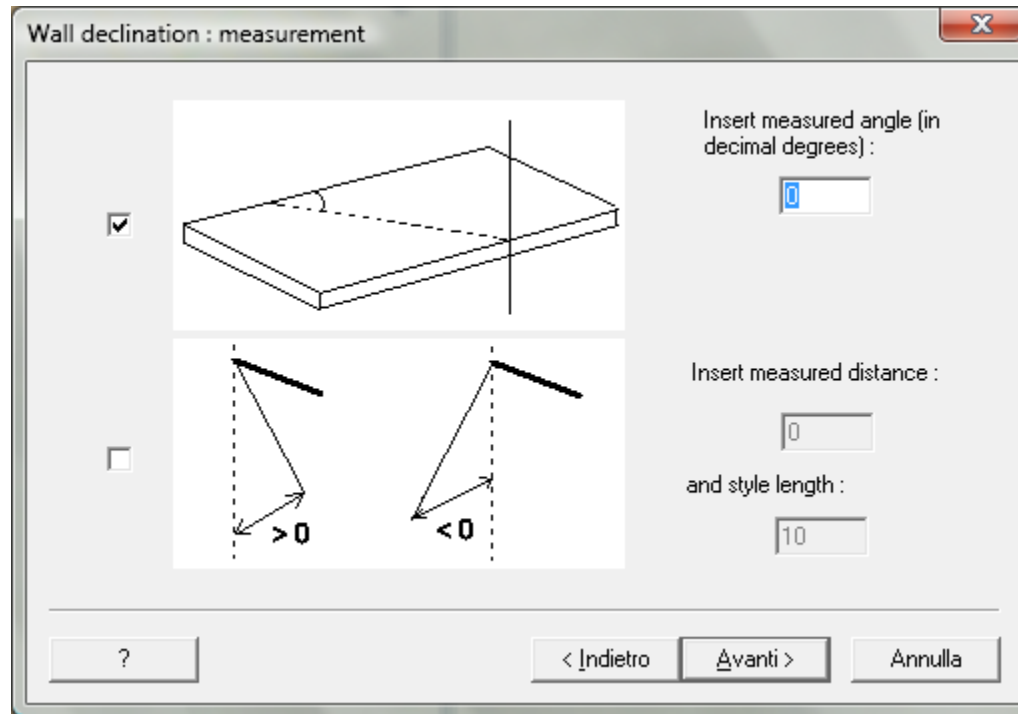 Wall declination : measurement
Insert measured angle (in
decimal degrees) :
0
> 0
< 0
Insert measured distance :
0
and style length :
10
?
< Indietro
Avanti >
Annulla